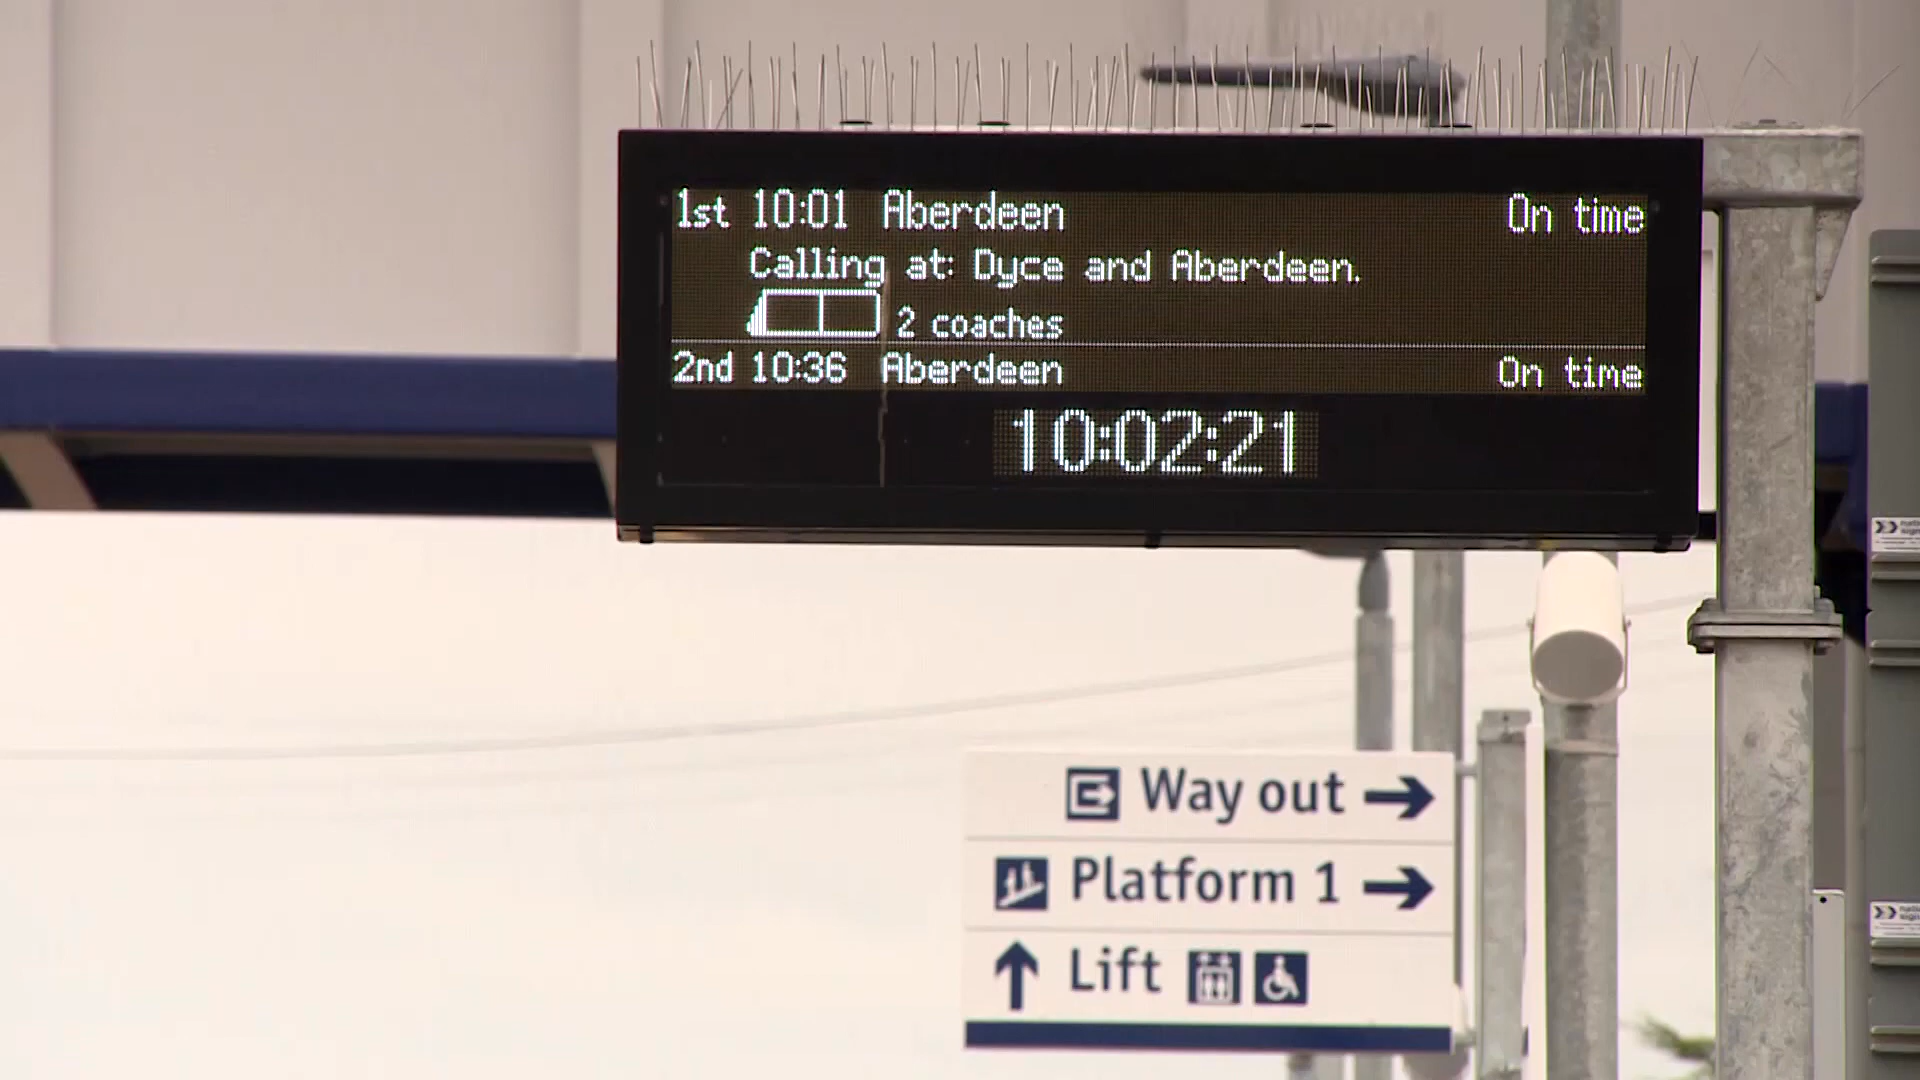 1st 10:01 Aberdeen On time
Calling at: Dyce and Aberdeen.
2 coaches
2nd 10:36 Aberdeen On time
10:02:21
Way out
Platform 1
Lift